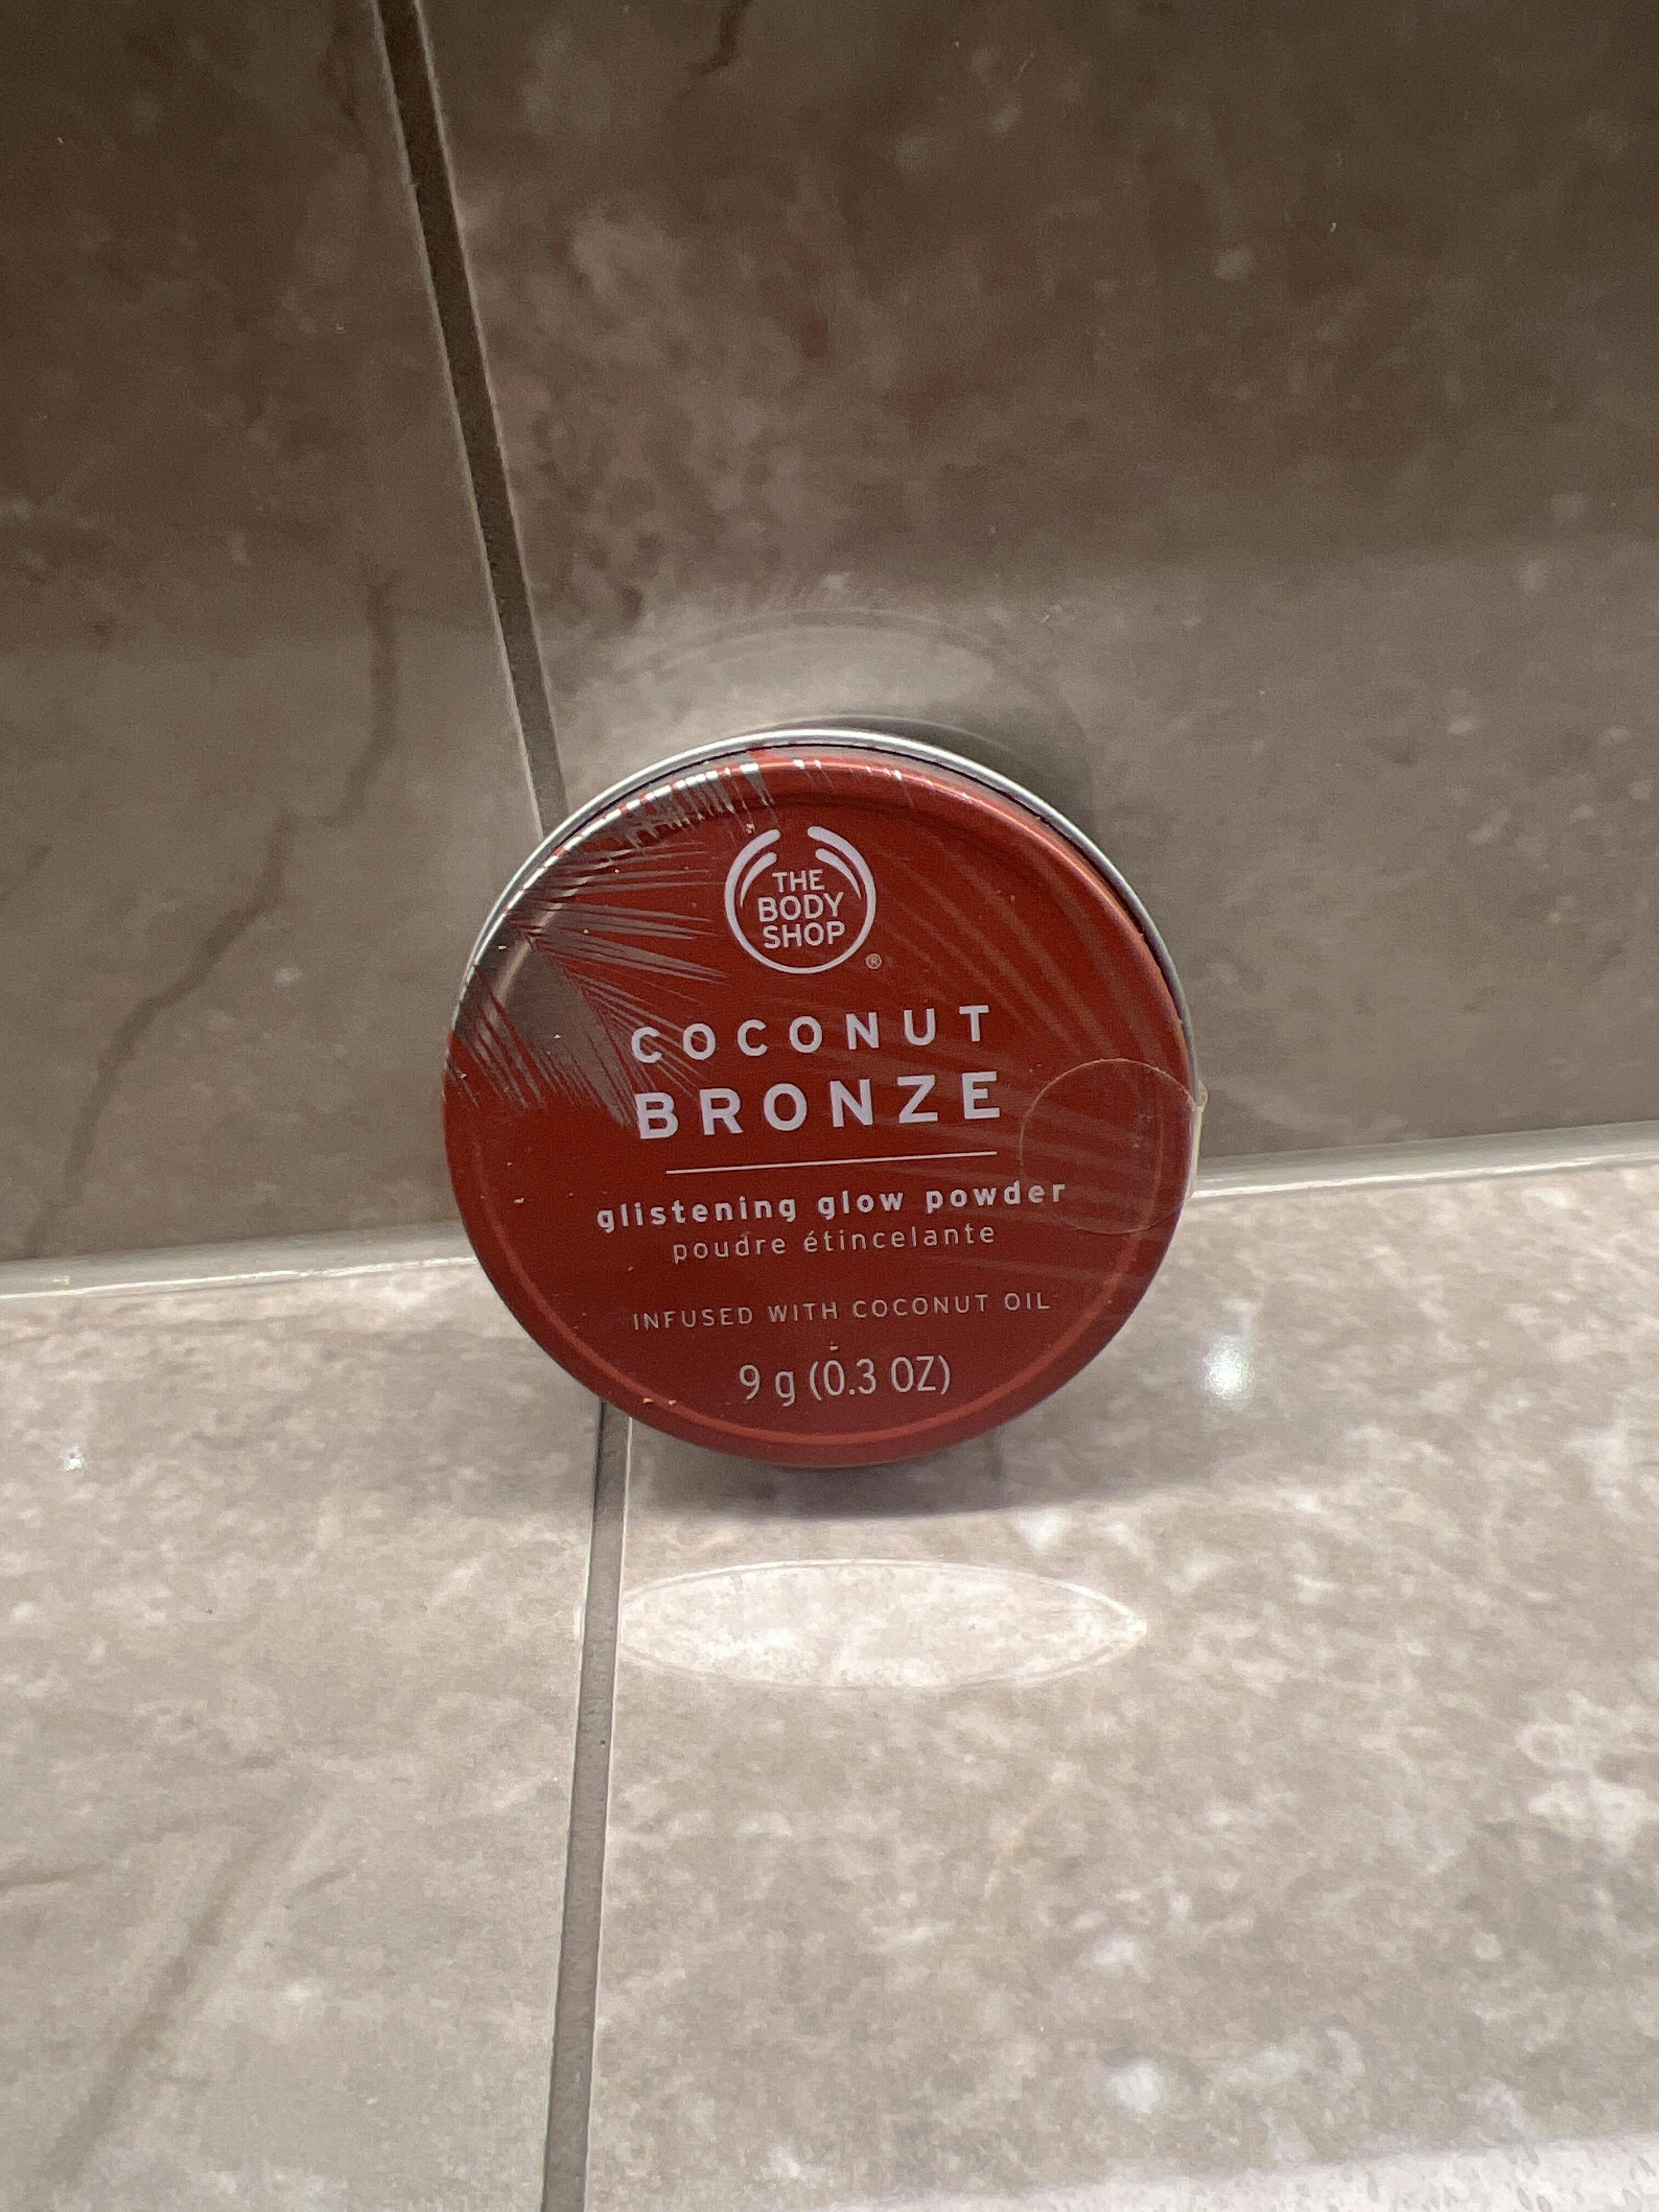 THE
BODY
SHOP
®
COCONUT
BRONZE
glistening glow powder
poudre étincelante
INFUSED WITH COCONUT OIL
9 g (0.3 OZ)